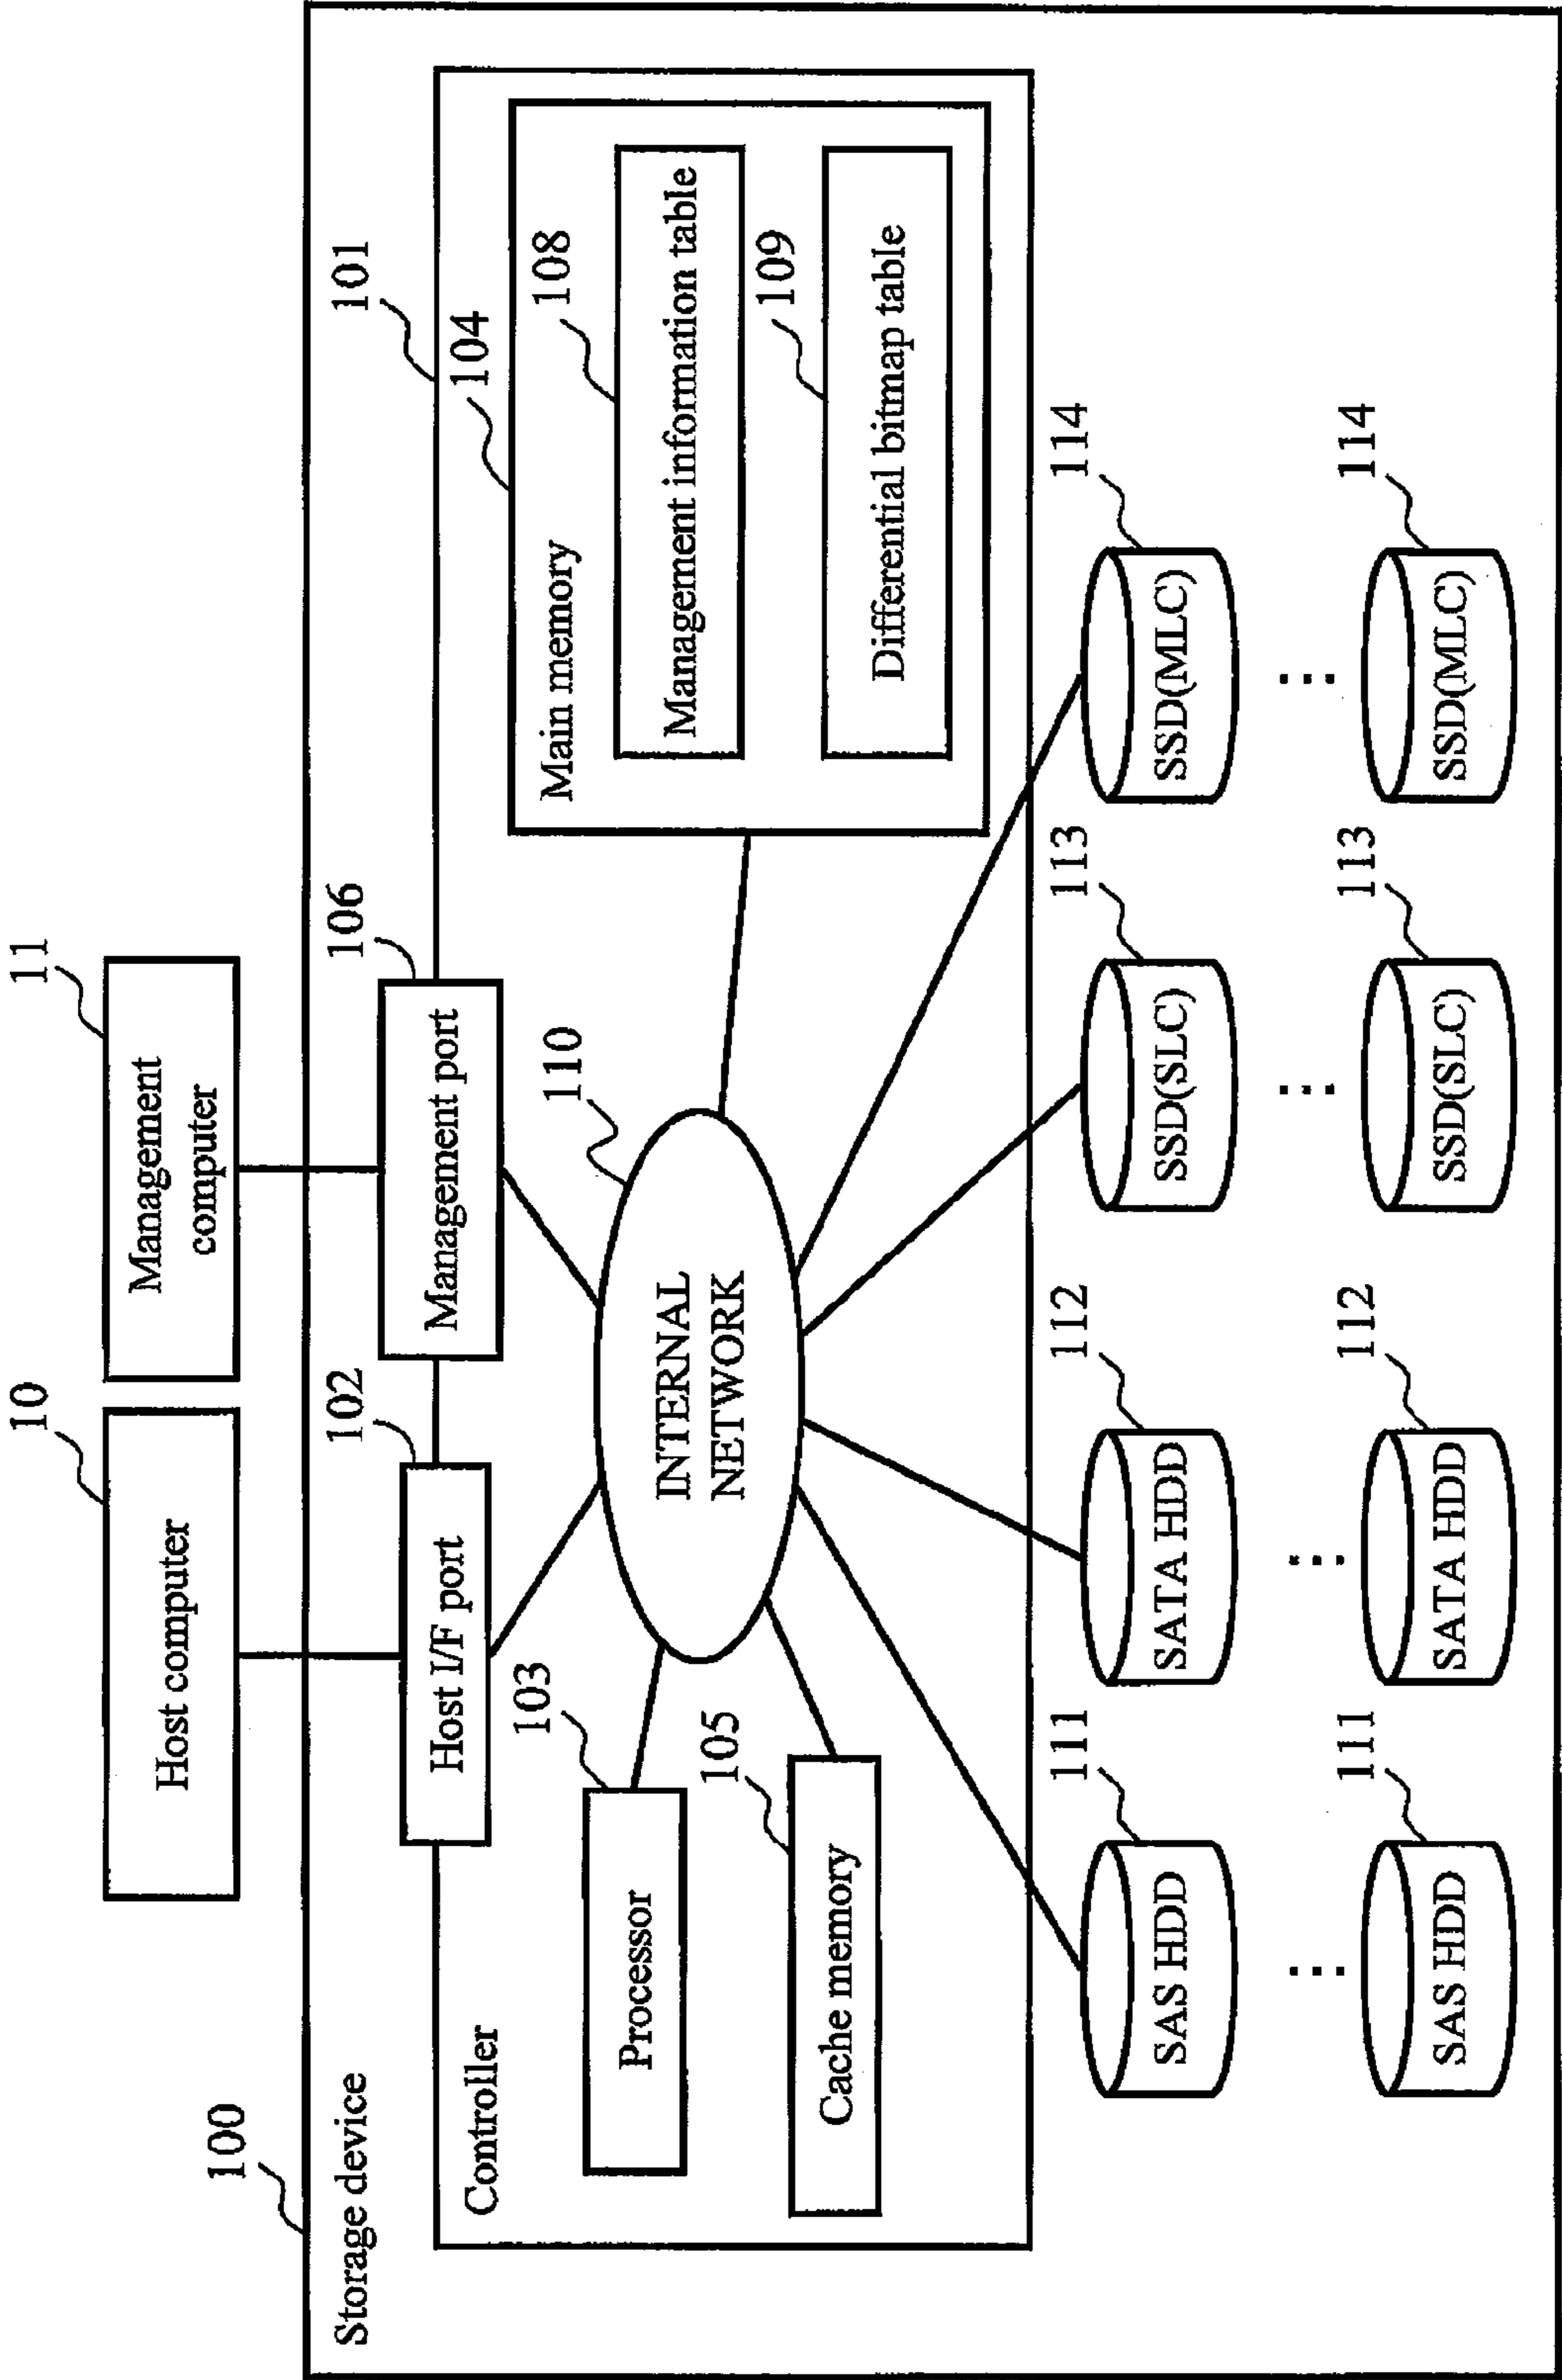 10
11
Host computer
Management
computer
100
Storage device
102
106
101
Host I/F port
Management port
Controller
104
103
110
Main memory
108
Processor
INTERNAL
NETWORK
Management information table
105
109
Cache memory
Differential bitmap table
111
112
113
114
SAS HDD
SATA HDD
SSD(SLC)
SSD(MLC)
111
112
113
114
SAS HDD
SATA HDD
SSD(SLC)
SSD(MLC)